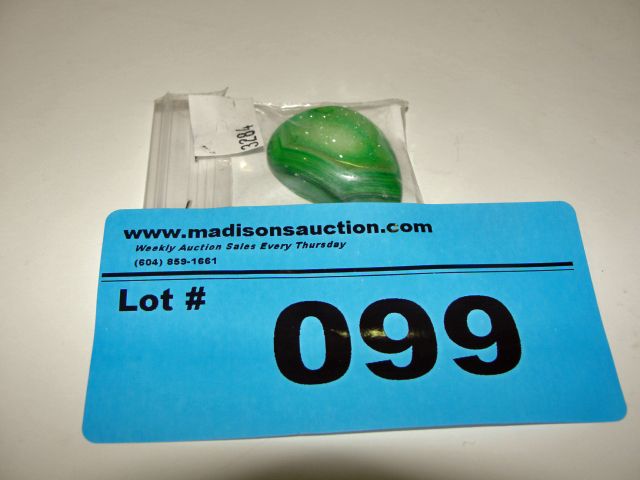 3284
www.madisonsauction.com
Weekly Auction Sales Every Thursday
(604) 859-1661
Lot # 099